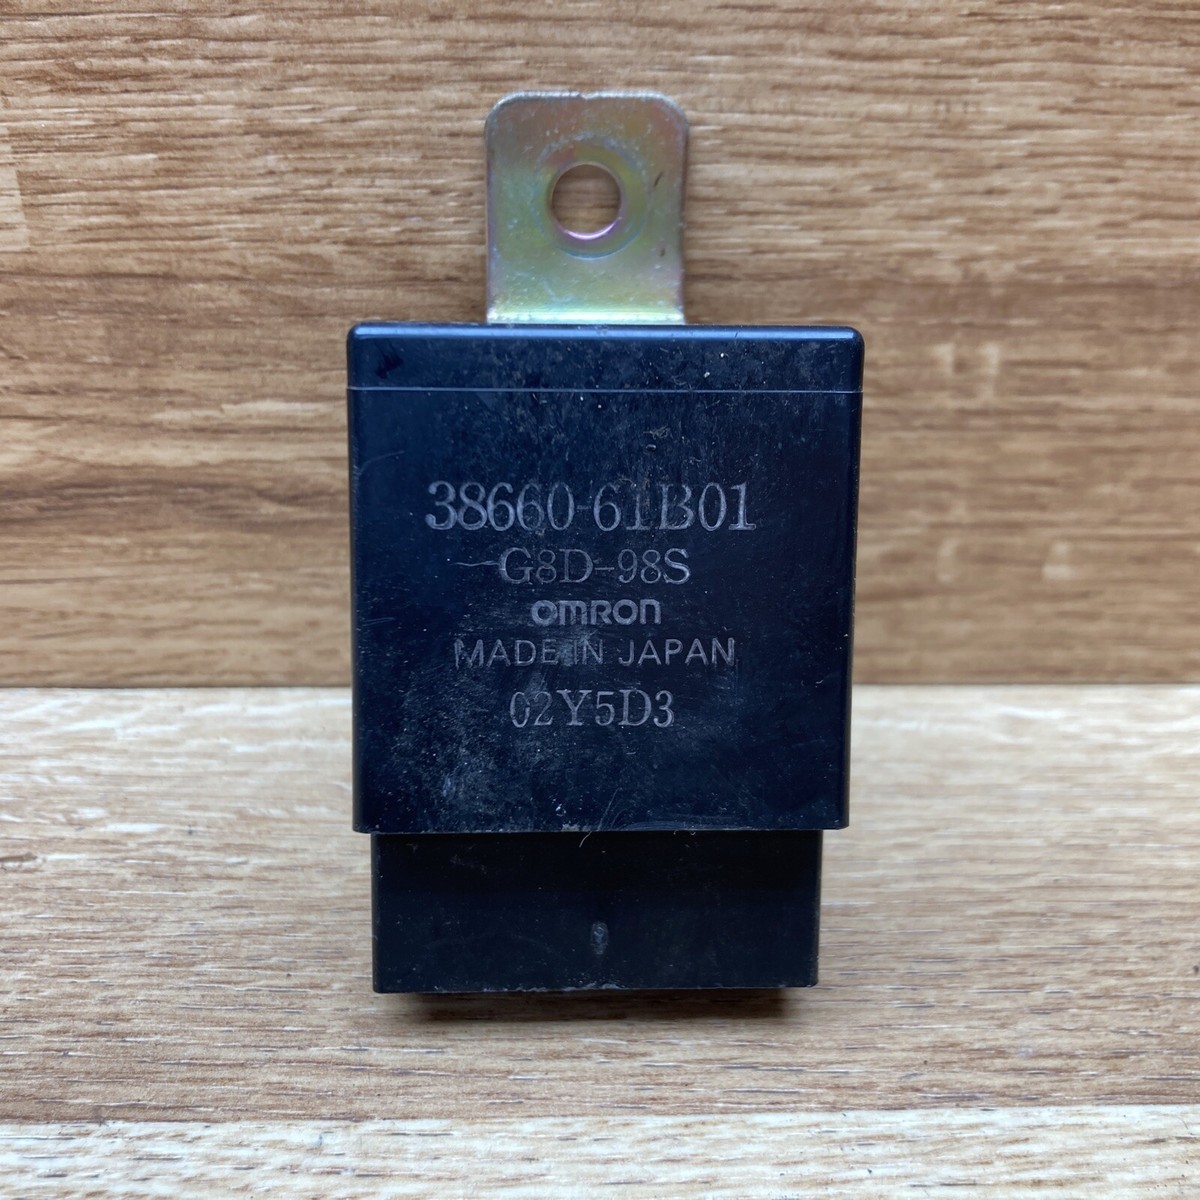 38660-61B01
G8D-98S
omron
MADE IN JAPAN
02Y5D3